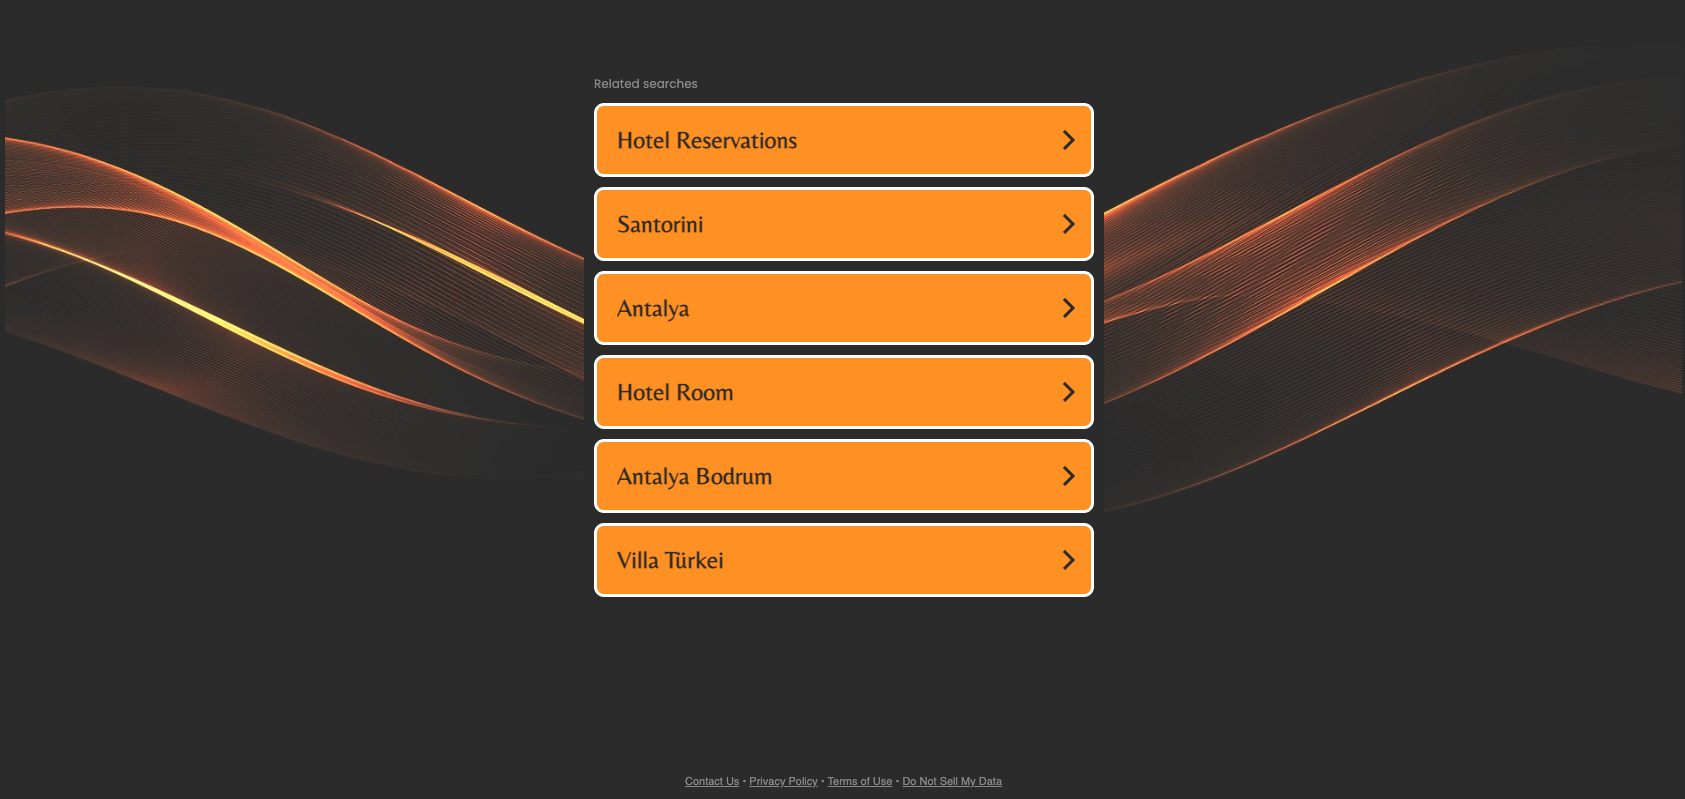 Related searches
Hotel Reservations
Santorini
Antalya
Hotel Room
Antalya Bodrum
Villa Türkei
Contact Us • Privacy Policy • Terms of Use • Do Not Sell My Data